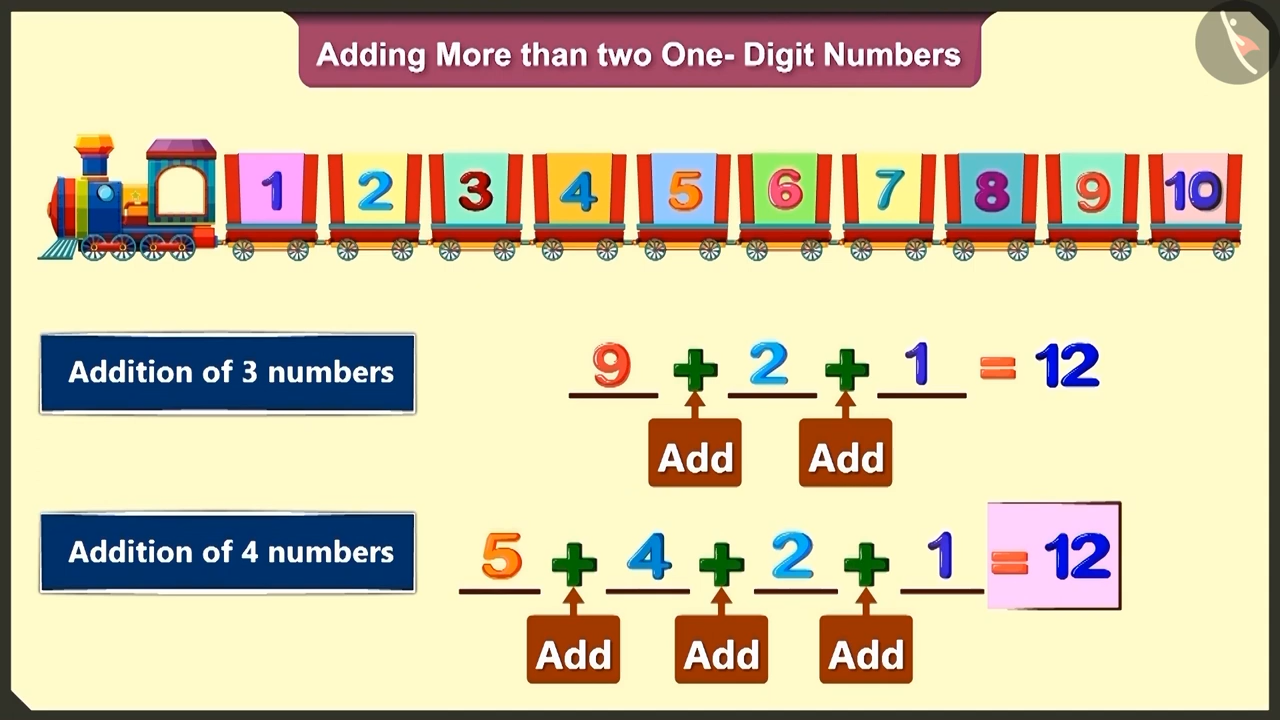 Adding More than two One- Digit Numbers
1 2 3 4 5 6 7 8 9 10
Addition of 3 numbers
9 + 2 + 1 = 12
Add Add
Addition of 4 numbers
5 + 4 + 2 + 1 = 12
Add Add Add